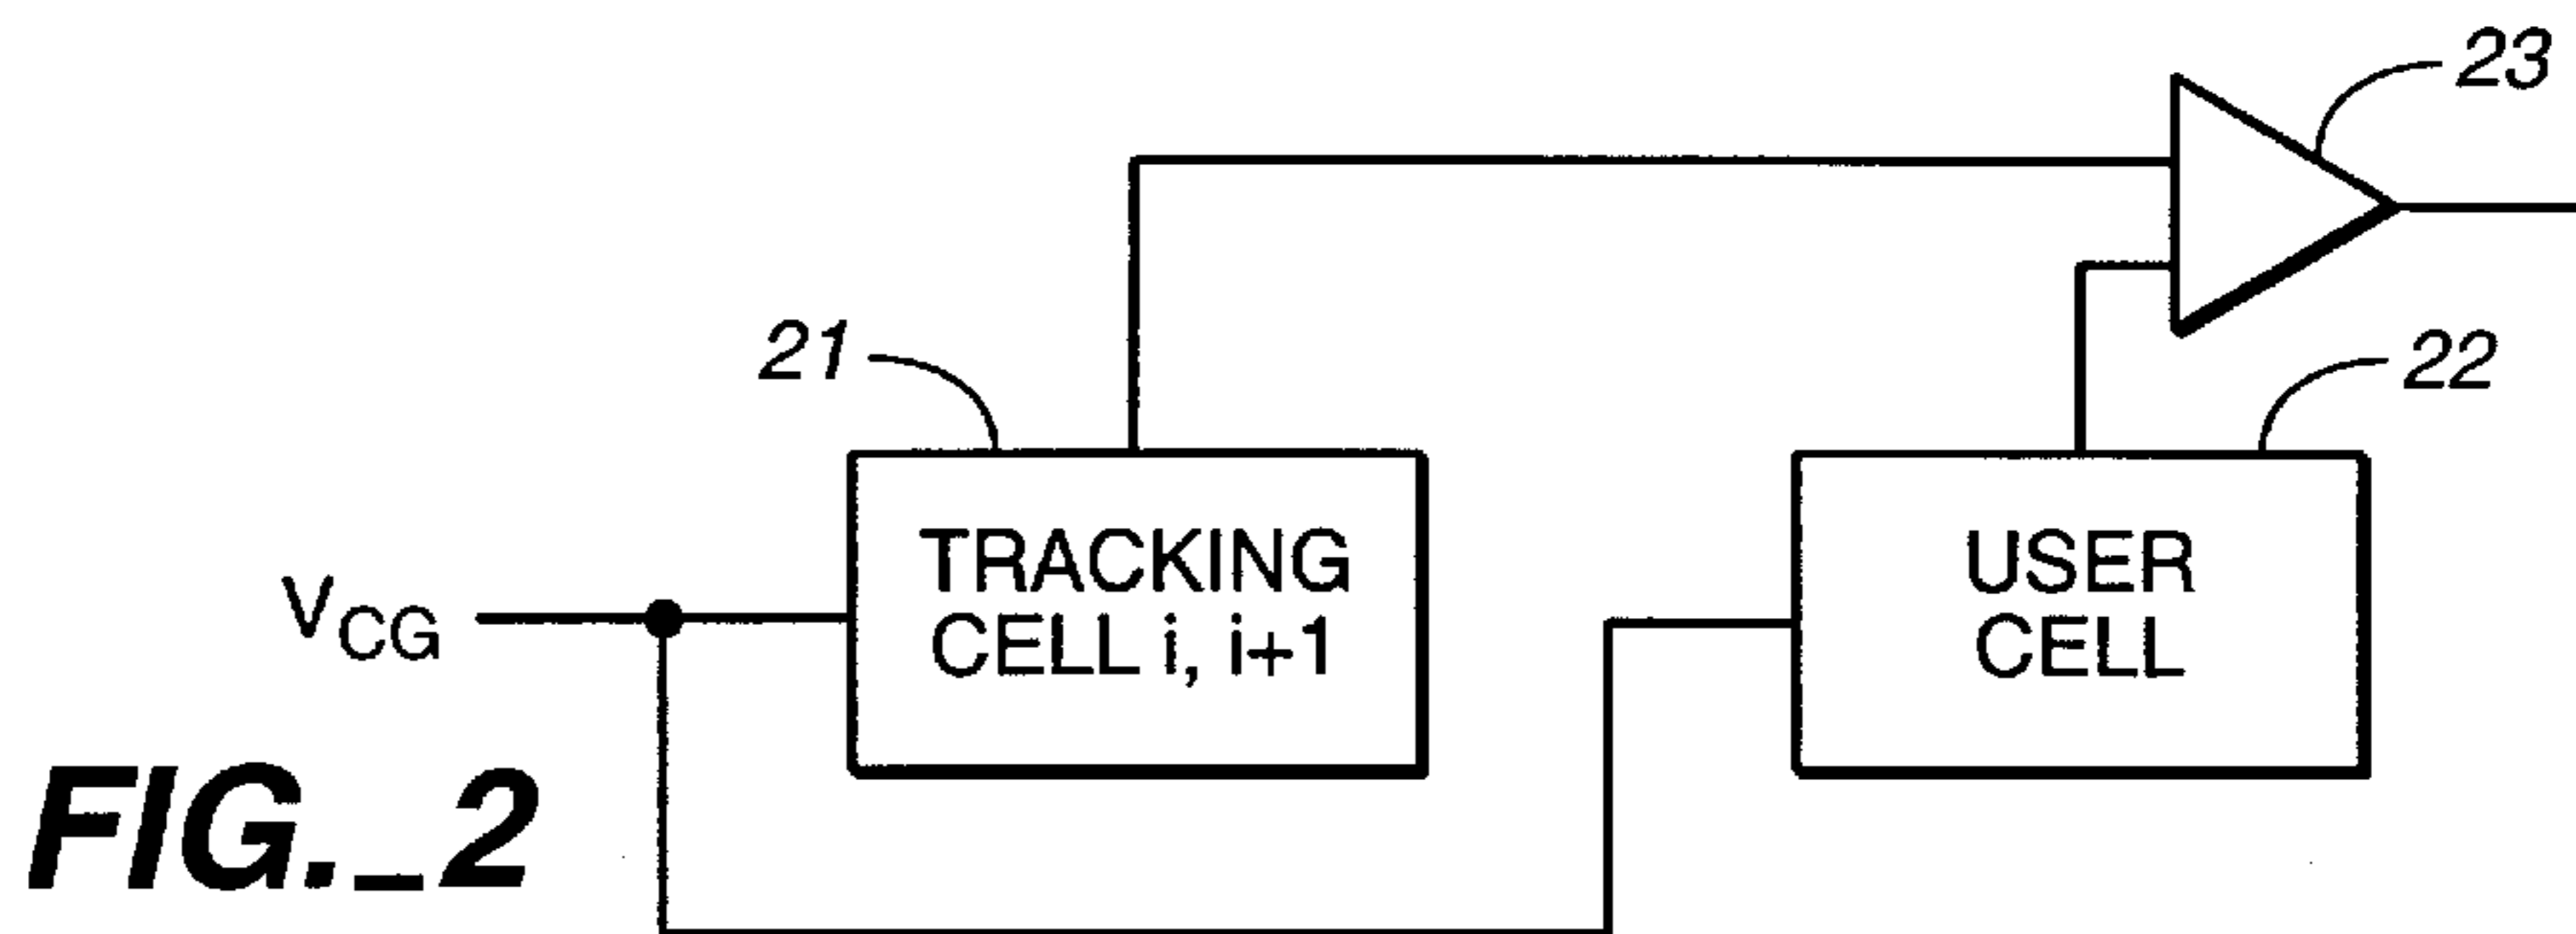 23
21
22
TRACKING
CELL i, i+1
USER
CELL
VCG
FIG._2